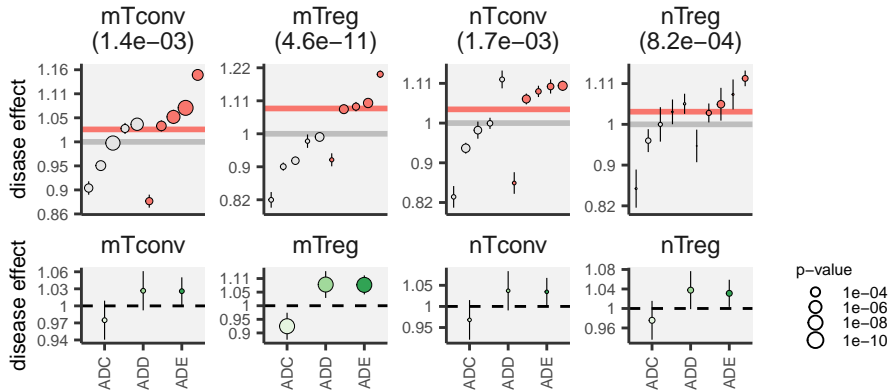 mTconv
(1.4e−03)
mTreg
(4.6e−11)
nTconv
(1.7e−03)
nTreg
(8.2e−04)
disase effect
1.16
1.1
1.05
1
0.95
0.9
0.86
1.22
1.11
1
0.9
0.82
1.11
1
0.9
0.82
1.11
1
0.9
0.82
mTconv
mTreg
nTconv
nTreg
disease effect
1.06
1.03
1
0.97
0.94
1.11
1.05
1
0.95
0.9
1.05
1
0.95
1.08
1.04
1
0.96
ADC
ADD
ADE
ADC
ADD
ADE
ADC
ADD
ADE
ADC
ADD
ADE
p−value
1e−04
1e−06
1e−08
1e−10